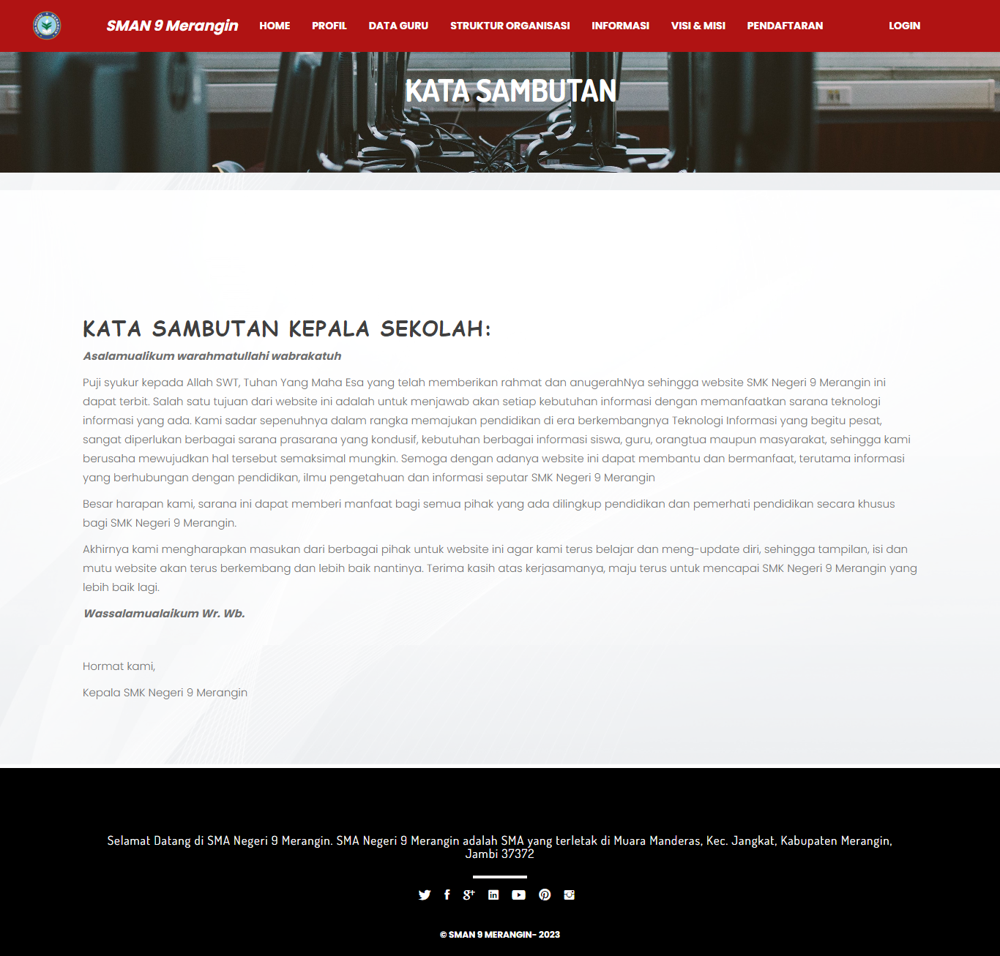 SMAN 9 Merangin HOME PROFIL DATA GURU STRUKTUR ORGANISASI INFORMASI VISI & MISI PENDAFTARAN LOGIN
KATA SAMBUTAN
KATA SAMBUTAN KEPALA SEKOLAH:
Asalamualikum warahmatullahi wabrakatuh
Puji syukur kepada Allah SWT, Tuhan Yang Maha Esa yang telah memberikan rahmat dan anugerahNya sehingga website SMK Negeri 9 Merangin ini
dapat terbit. Salah satu tujuan dari website ini adalah untuk menjawab akan setiap kebutuhan informasi dengan memanfaatkan sarana teknologi
informasi yang ada. Kami sadar sepenuhnya dalam rangka memajukan pendidikan di era berkembangnya Teknologi Informasi yang begitu pesat,
sangat diperlukan berbagai sarana prasarana yang kondusif, kebutuhan berbagai informasi siswa, guru, orangtua maupun masyarakat, sehingga kami
berusaha mewujudkan hal tersebut semaksimal mungkin. Semoga dengan adanya website ini dapat membantu dan bermanfaat, terutama informasi
yang berhubungan dengan pendidikan, ilmu pengetahuan dan informasi seputar SMK Negeri 9 Merangin
Besar harapan kami, sarana ini dapat memberi manfaat bagi semua pihak yang ada dilingkup pendidikan dan pemerhati pendidikan secara khusus
bagi SMK Negeri 9 Merangin.
Akhirnya kami mengharapkan masukan dari berbagai pihak untuk website ini agar kami terus belajar dan meng-update diri, sehingga tampilan, isi dan
mutu website akan terus berkembang dan lebih baik nantinya. Terima kasih atas kerjasamanya, maju terus untuk mencapai SMK Negeri 9 Merangin yang
lebih baik lagi.
Wassalamualaikum Wr. Wb.
Hormat kami,
Kepala SMK Negeri 9 Merangin
Selamat Datang di SMA Negeri 9 Merangin. SMA Negeri 9 Merangin adalah SMA yang terletak di Muara Manderas, Kec. Jangkat, Kabupaten Merangin,
Jambi 37372
© SMAN 9 MERANGIN- 2023